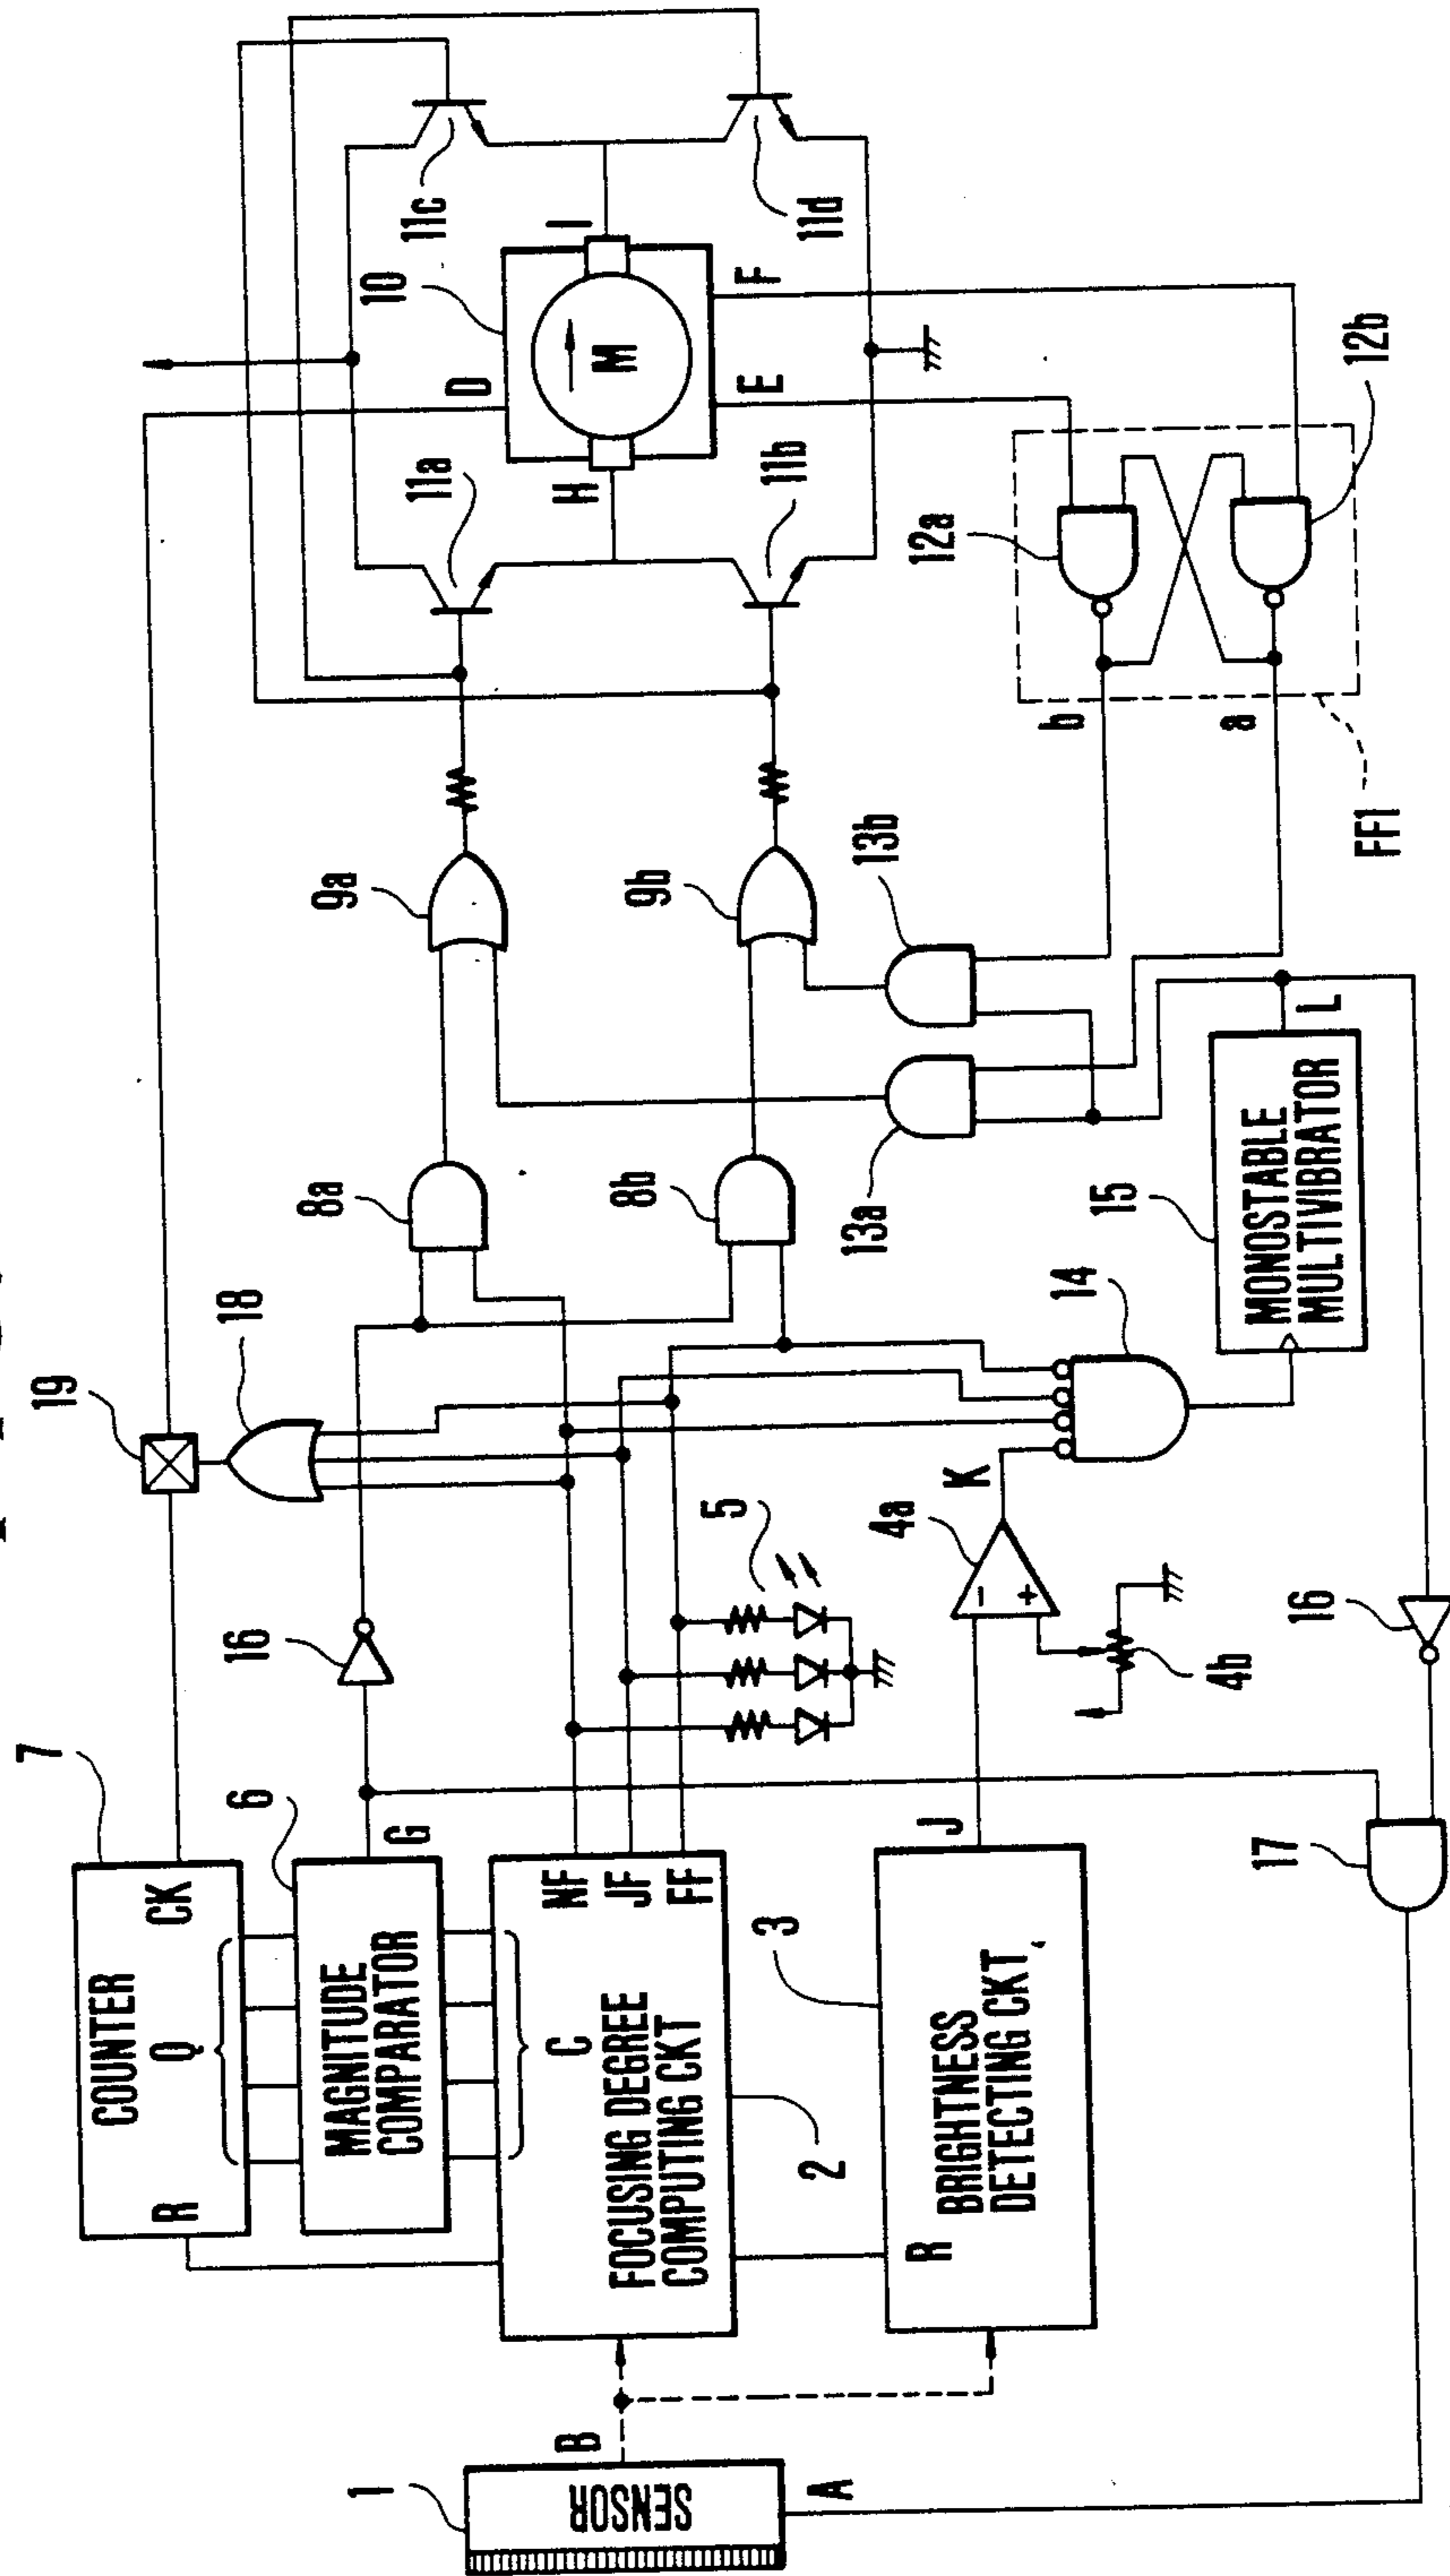 19
18
7
COUNTER
Q
R
CK
6
MAGNITUDE
COMPARATOR
G
16
8a
9a
11a
11c
10
D
H
I
M
E
F
11b
11d
C
FOCUSING DEGREE
COMPUTING CKT
NF
JF
FF
2
5
8b
9b
13a
13b
12a
12b
b
a
FF1
1
SENSOR
B
A
3
BRIGHTNESS
DETECTING CKT
R
J
4a
-
+
4b
K
14
15
MONOSTABLE
MULTIVIBRATOR
L
16
17